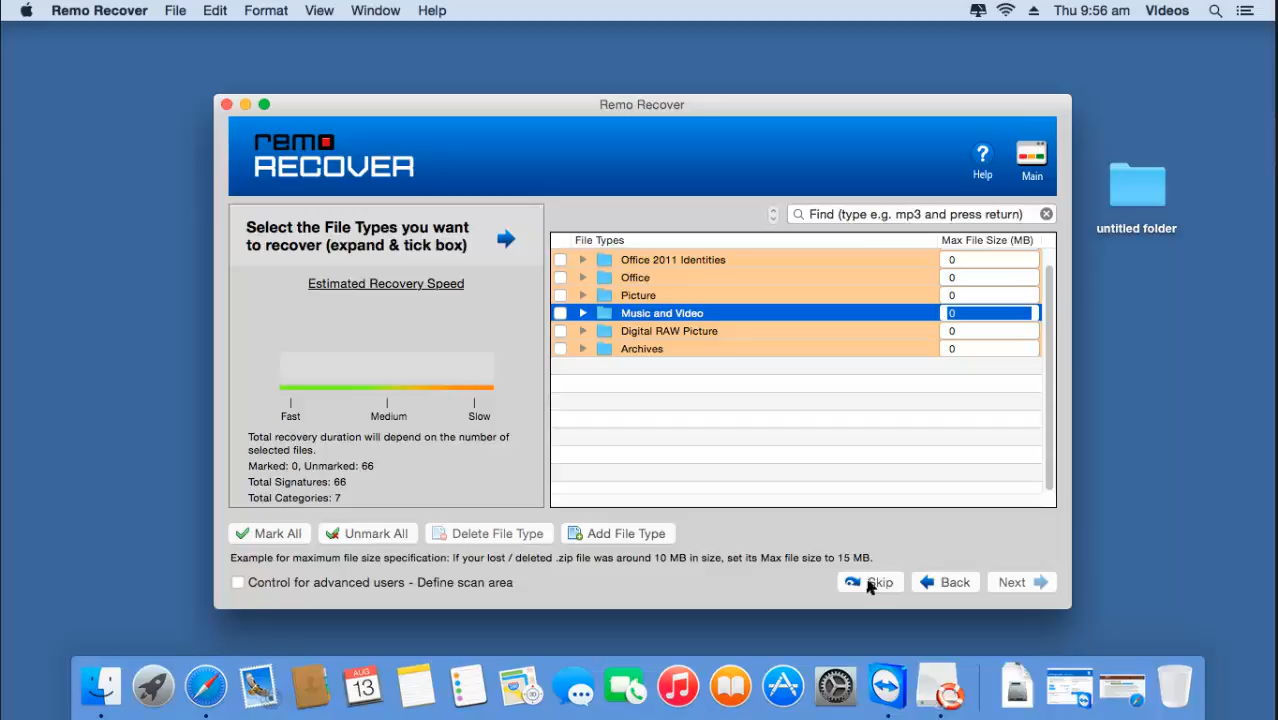 Remo Recover File Edit Format View Window Help Thu 9:56 am Videos
Remo Recover
remo
RECOVER
Help
Main
Select the File Types you want
to recover (expand & tick box)
Estimated Recovery Speed
Fast Medium Slow
Total recovery duration will depend on the number of
selected files.
Marked: 0, Unmarked: 66
Total Signatures: 66
Total Categories: 7
Find (type e.g. mp3 and press return)
File Types Max File Size (MB)
Office 2011 Identities 0
Office 0
Picture 0
Music and Video 0
Digital RAW Picture 0
Archives 0
Mark All Unmark All Delete File Type Add File Type
Example for maximum file size specification: If your lost / deleted .zip file was around 10 MB in size, set its Max file size to 15 MB.
Control for advanced users - Define scan area
Skip Back Next
untitled folder
AUG
13